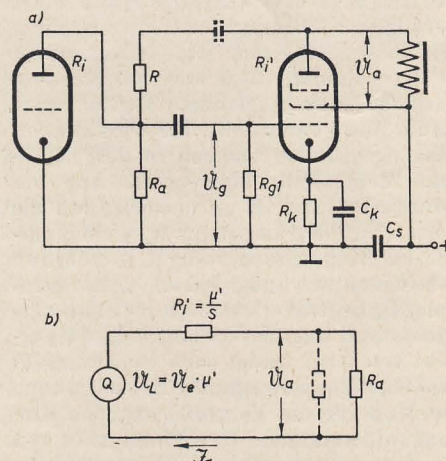 a)
Ri
R
Ri'
𝔘a
Ra
𝔘g
Rg1
Rk
Ck
Cs
+
b)
Ri' = μ'/S
Q
𝔘L = 𝔘e · μ'
𝔘a
Ra